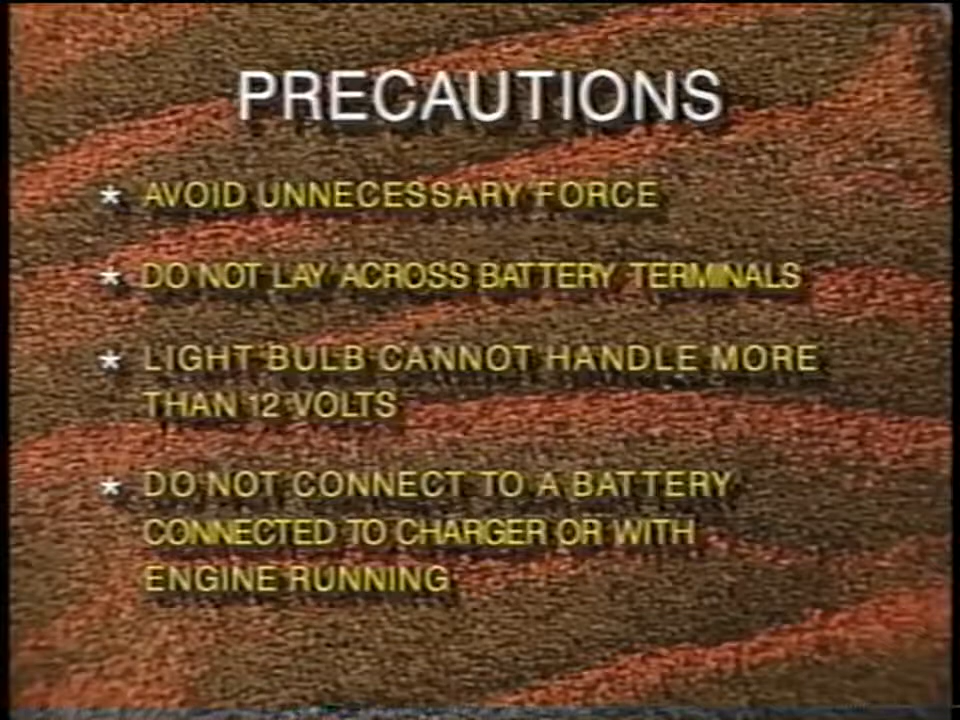 PRECAUTIONS
* AVOID UNNECESSARY FORCE
* DO NOT LAY ACROSS BATTERY TERMINALS
* LIGHT BULB CANNOT HANDLE MORE
THAN 12 VOLTS
* DO NOT CONNECT TO A BATTERY
CONNECTED TO CHARGER OR WITH
ENGINE RUNNING